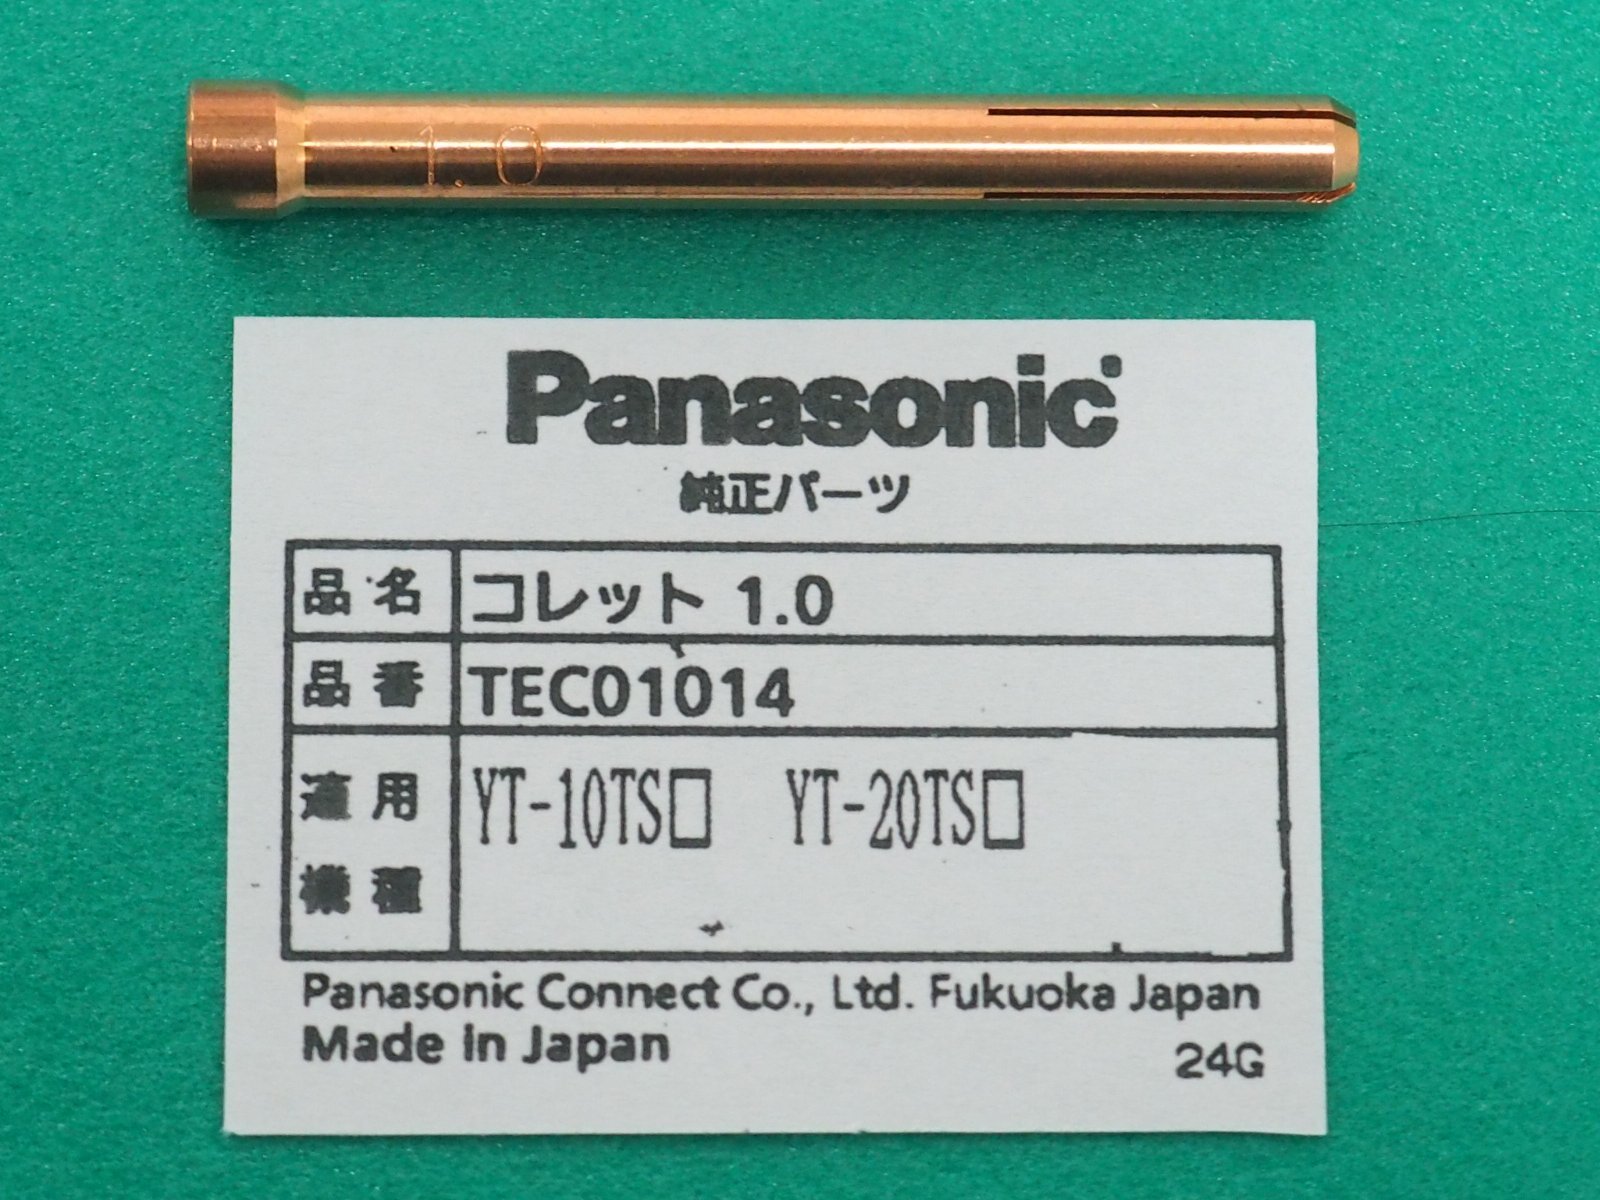 1.0
Panasonic
純正パーツ
品名 コレット 1.0
品番 TEC01014
適用機種 YT-10TS□ YT-20TS□
Panasonic Connect Co., Ltd. Fukuoka Japan
Made in Japan
24G